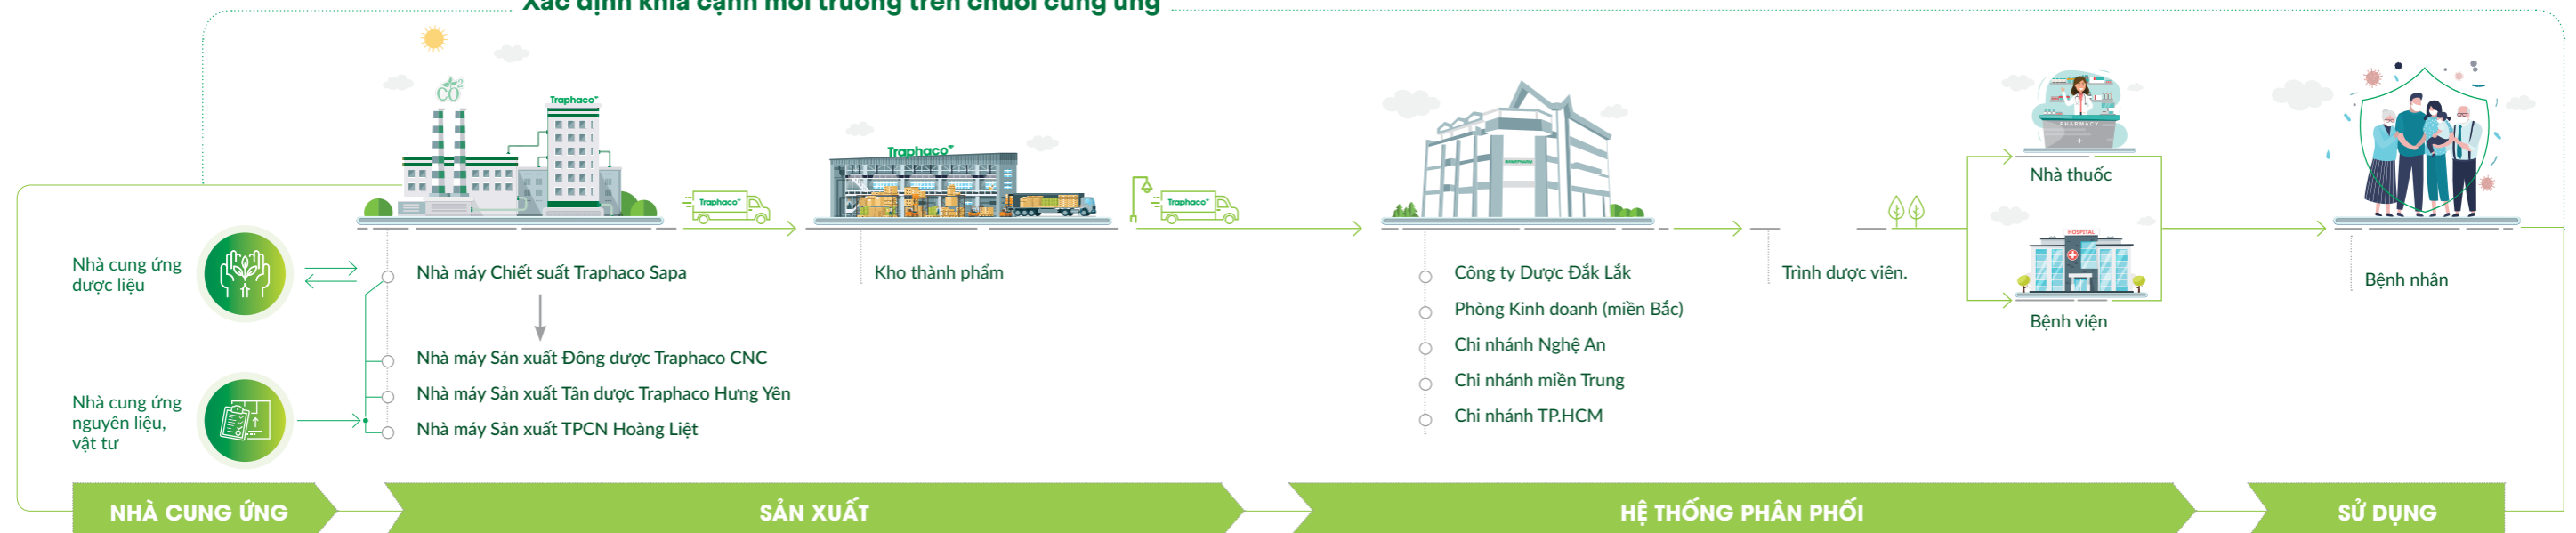 Xác định khía cạnh môi trường trên chuỗi cung ứng
CO2
Traphaco
Traphaco
Traphaco
Traphaco
PHARMACY
Nhà thuốc
HOSPITAL
Bệnh viện
Nhà cung ứng
dược liệu
Nhà máy Chiết suất Traphaco Sapa
Kho thành phẩm
Công ty Dược Đắk Lắk
Trình dược viên.
Bệnh nhân
Phòng Kinh doanh (miền Bắc)
Chi nhánh Nghệ An
Chi nhánh miền Trung
Chi nhánh TP.HCM
Nhà máy Sản xuất Đông dược Traphaco CNC
Nhà máy Sản xuất Tân dược Traphaco Hưng Yên
Nhà máy Sản xuất TPCN Hoàng Liệt
Nhà cung ứng
nguyên liệu,
vật tư
NHÀ CUNG ỨNG
SẢN XUẤT
HỆ THỐNG PHÂN PHỐI
SỬ DỤNG